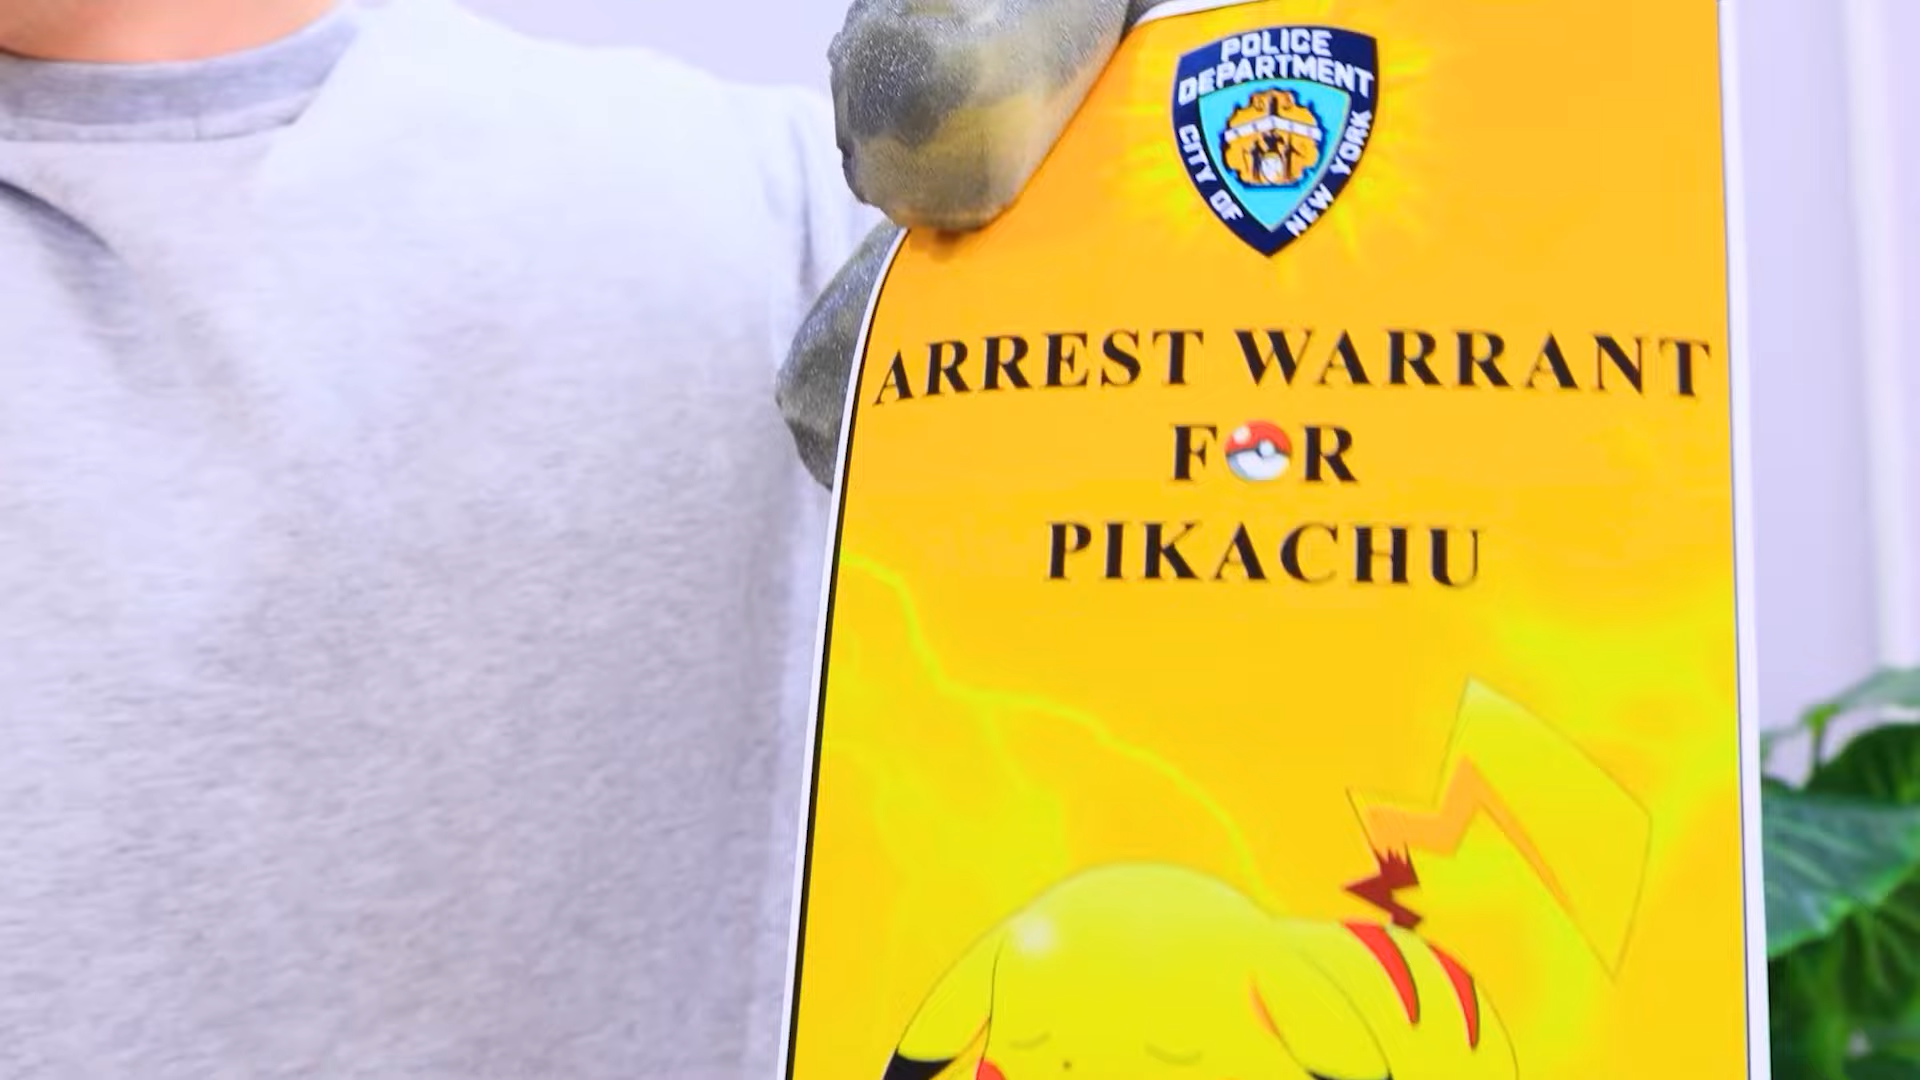 POLICE
DEPARTMENT
CITY OF
NEW YORK
ARREST WARRANT
FOR
PIKACHU